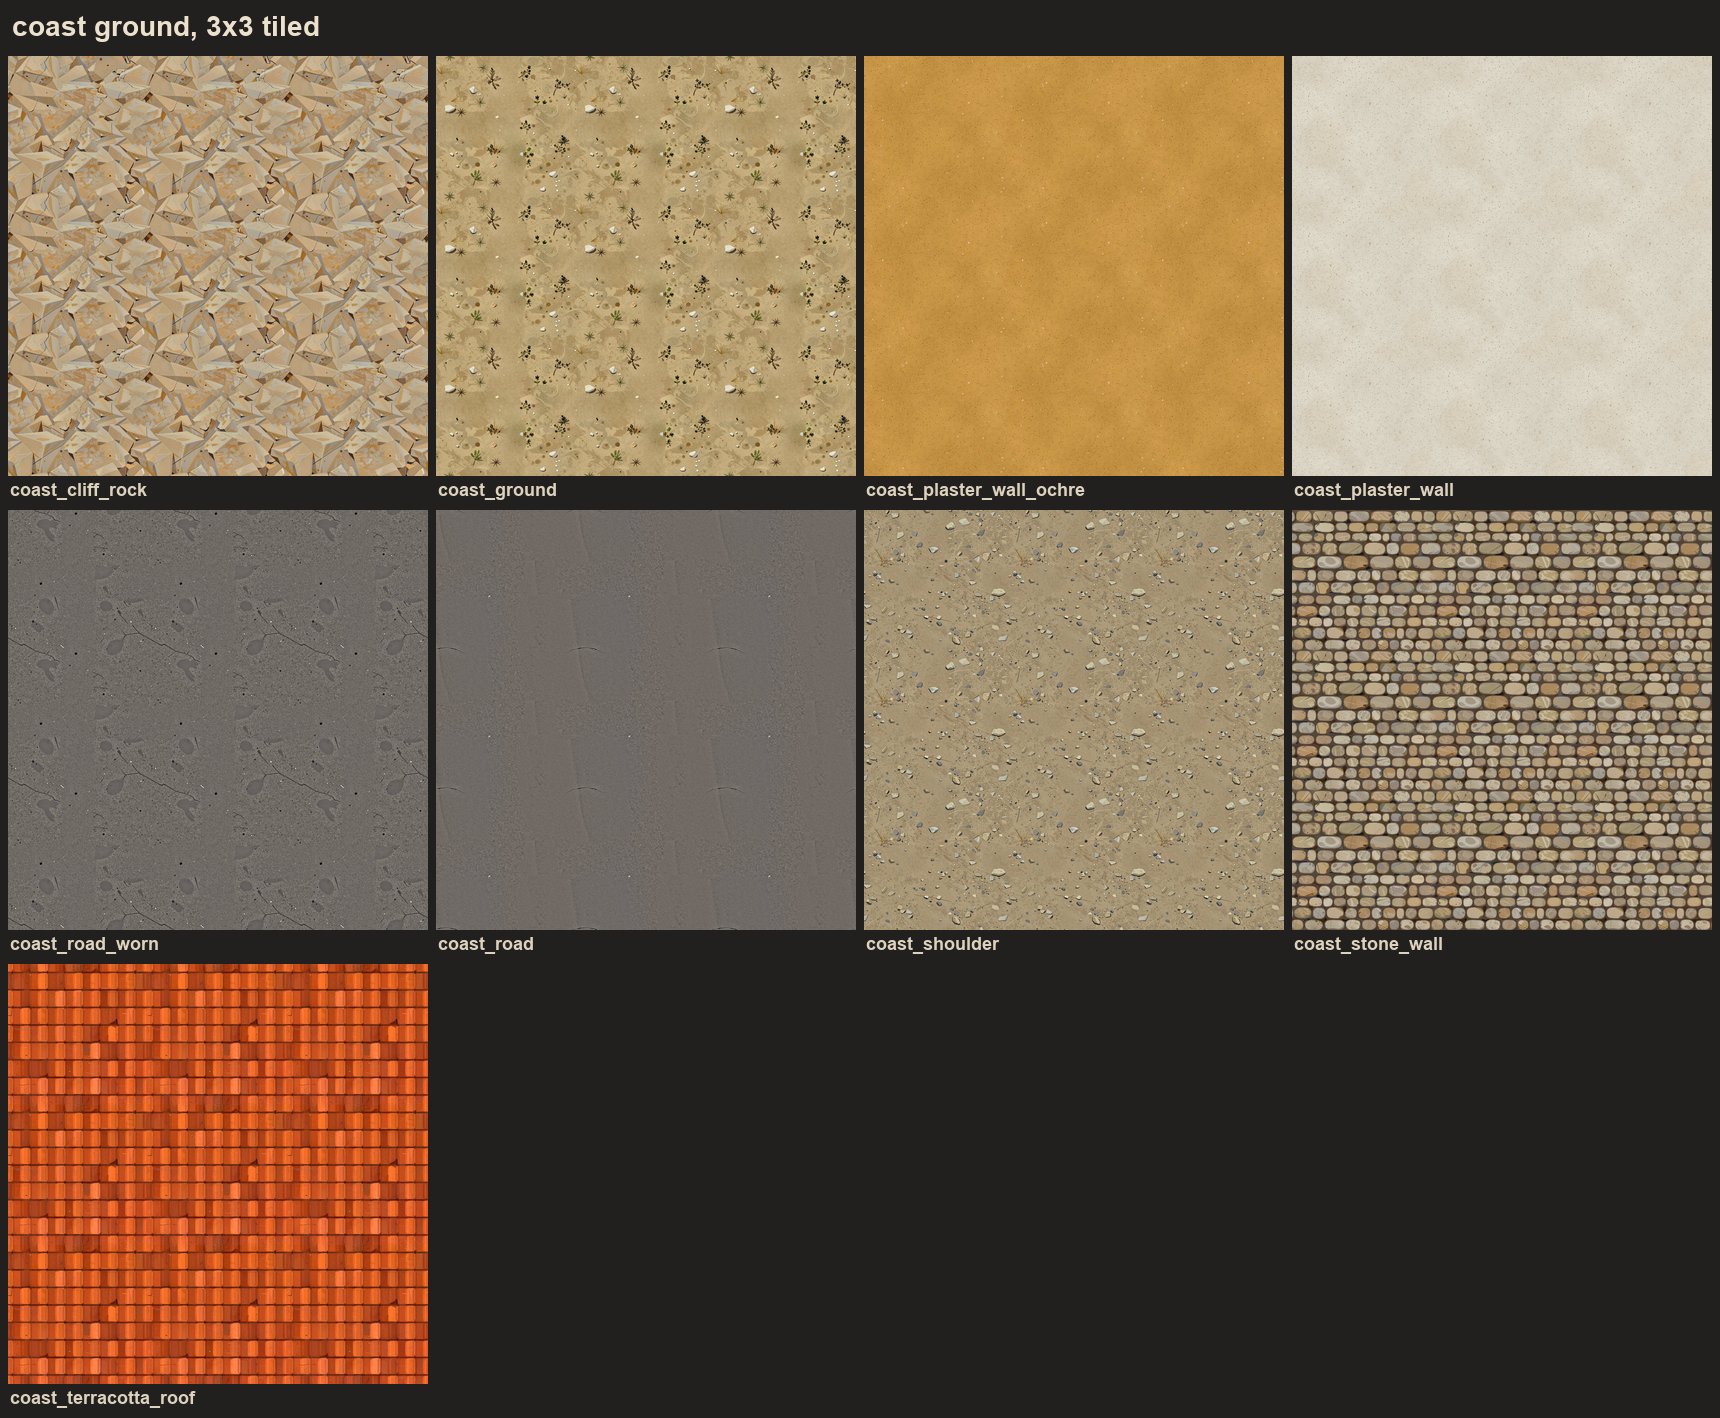 coast ground, 3x3 tiled
coast_cliff_rock
coast_ground
coast_plaster_wall_ochre
coast_plaster_wall
coast_road_worn
coast_road
coast_shoulder
coast_stone_wall
coast_terracotta_roof